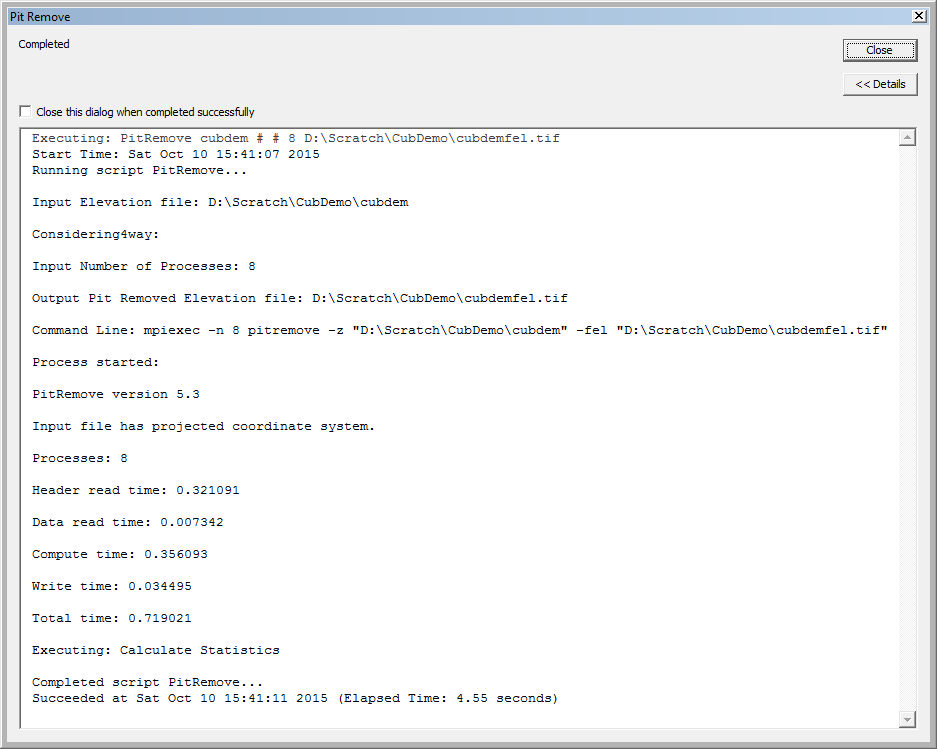 Pit Remove
Completed
Close
<< Details
Close this dialog when completed successfully
Executing: PitRemove cubdem # # 8 D:\Scratch\CubDemo\cubdemfel.tif
Start Time: Sat Oct 10 15:41:07 2015
Running script PitRemove...
Input Elevation file: D:\Scratch\CubDemo\cubdem
Considering4way:
Input Number of Processes: 8
Output Pit Removed Elevation file: D:\Scratch\CubDemo\cubdemfel.tif
Command Line: mpiexec -n 8 pitremove -z "D:\Scratch\CubDemo\cubdem" -fel "D:\Scratch\CubDemo\cubdemfel.tif"
Process started:
PitRemove version 5.3
Input file has projected coordinate system.
Processes: 8
Header read time: 0.321091
Data read time: 0.007342
Compute time: 0.356093
Write time: 0.034495
Total time: 0.719021
Executing: Calculate Statistics
Completed script PitRemove...
Succeeded at Sat Oct 10 15:41:11 2015 (Elapsed Time: 4.55 seconds)